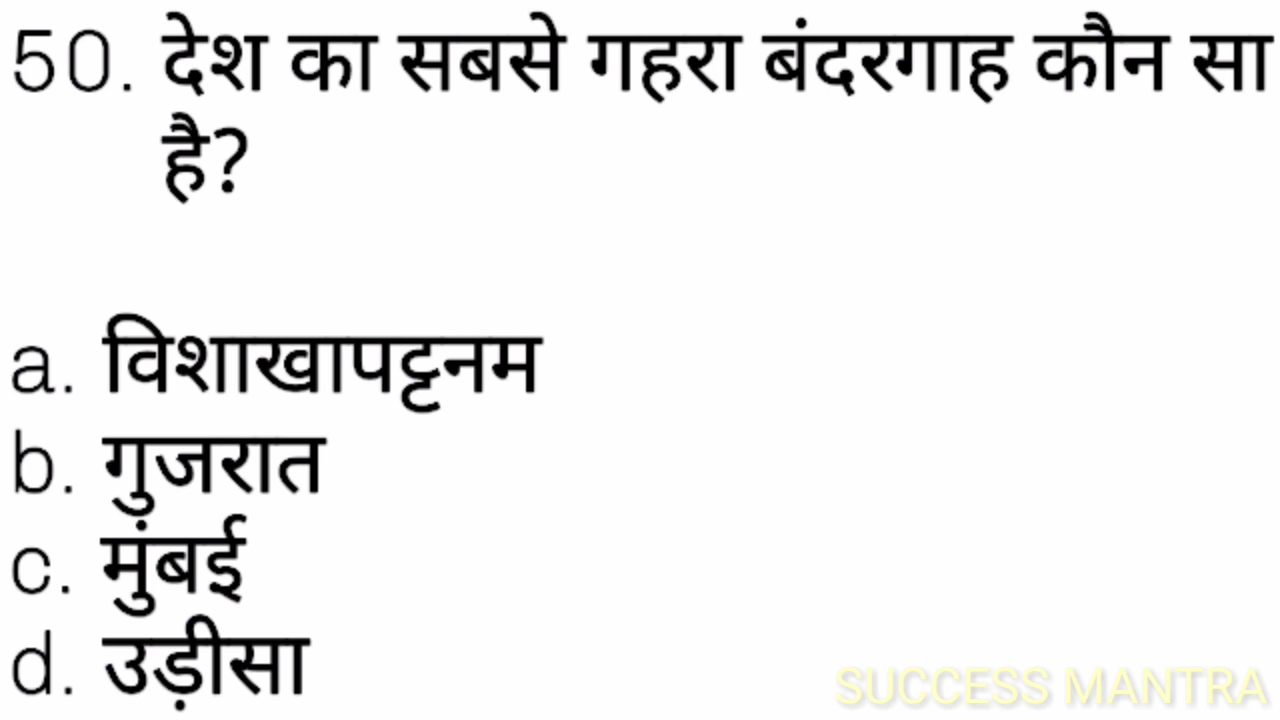 50. देश का सबसे गहरा बंदरगाह कौन सा
है?
a. विशाखापट्टनम
b. गुजरात
c. मुंबई
d. उड़ीसा
SUCCESS MANTRA